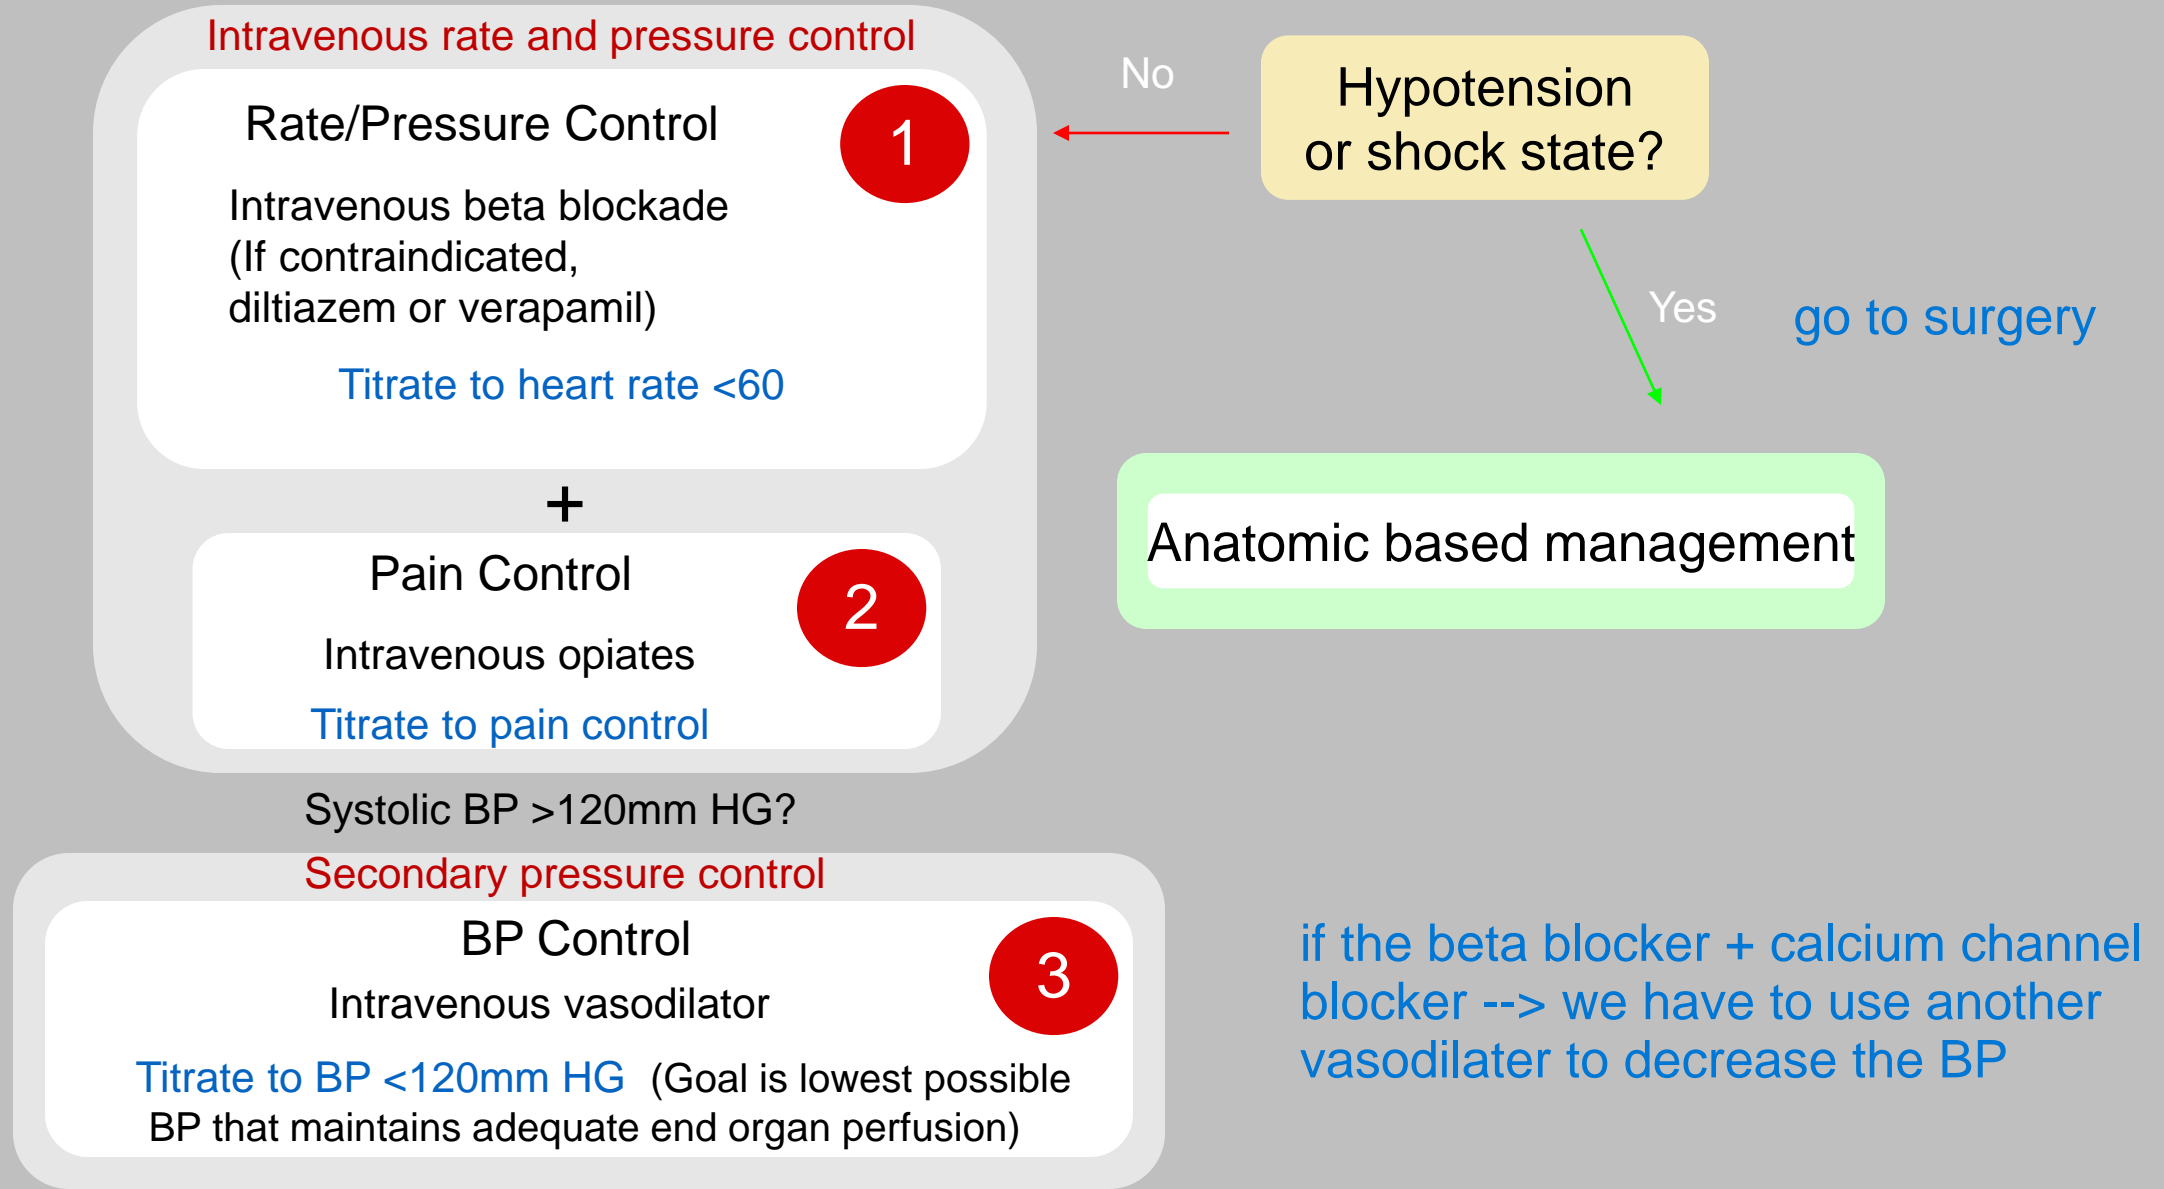 Intravenous rate and pressure control
Rate/Pressure Control
1
Intravenous beta blockade
(If contraindicated,
diltiazem or verapamil)
Titrate to heart rate <60
+
Pain Control
2
Intravenous opiates
Titrate to pain control
Systolic BP >120mm HG?
Secondary pressure control
BP Control
3
Intravenous vasodilator
Titrate to BP <120mm HG (Goal is lowest possible
BP that maintains adequate end organ perfusion)
No
Hypotension
or shock state?
Yes
go to surgery
Anatomic based management
if the beta blocker + calcium channel
blocker --> we have to use another
vasodilater to decrease the BP